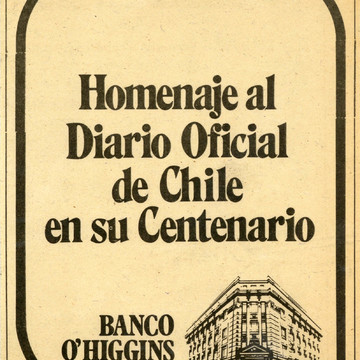 Homenaje al
Diario Oficial
de Chile
en su Centenario
BANCO
O'HIGGINS